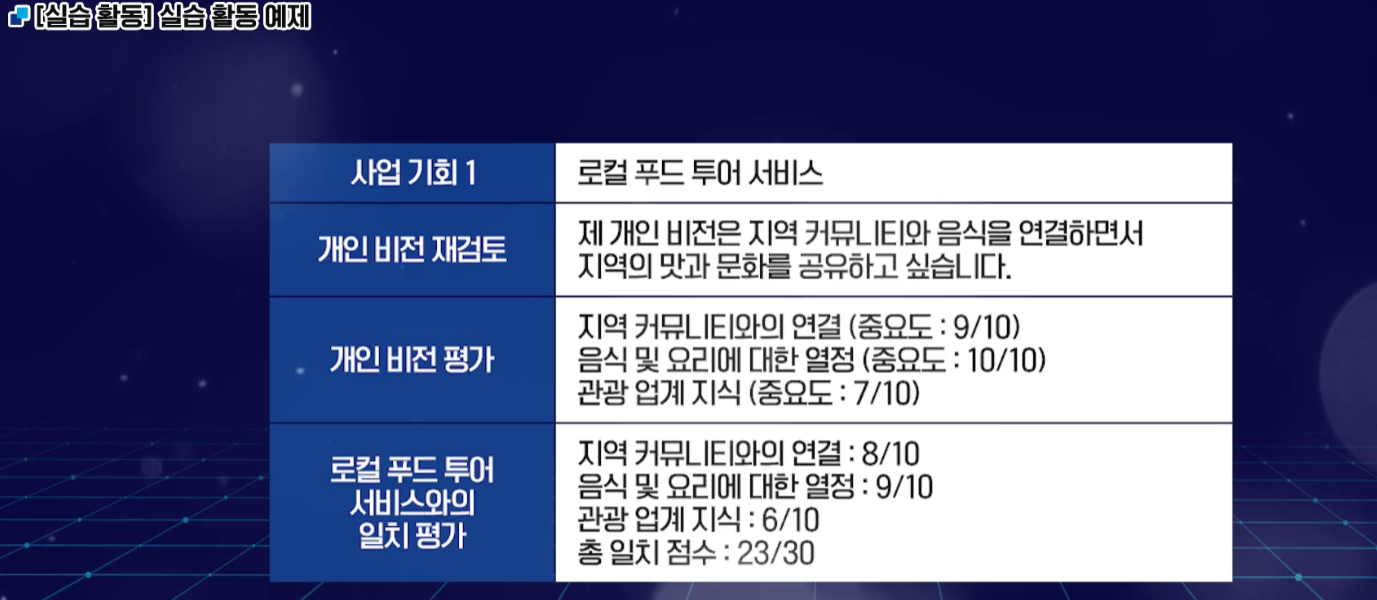 [실습 활동] 실습 활동 예제
사업 기회 1
로컬 푸드 투어 서비스
개인 비전 재검토
제 개인 비전은 지역 커뮤니티와 음식을 연결하면서
지역의 맛과 문화를 공유하고 싶습니다.
개인 비전 평가
지역 커뮤니티와의 연결 (중요도 : 9/10)
음식 및 요리에 대한 열정 (중요도 : 10/10)
관광 업계 지식 (중요도 : 7/10)
로컬 푸드 투어
서비스와의
일치 평가
지역 커뮤니티와의 연결 : 8/10
음식 및 요리에 대한 열정 : 9/10
관광 업계 지식 : 6/10
총 일치 점수 : 23/30